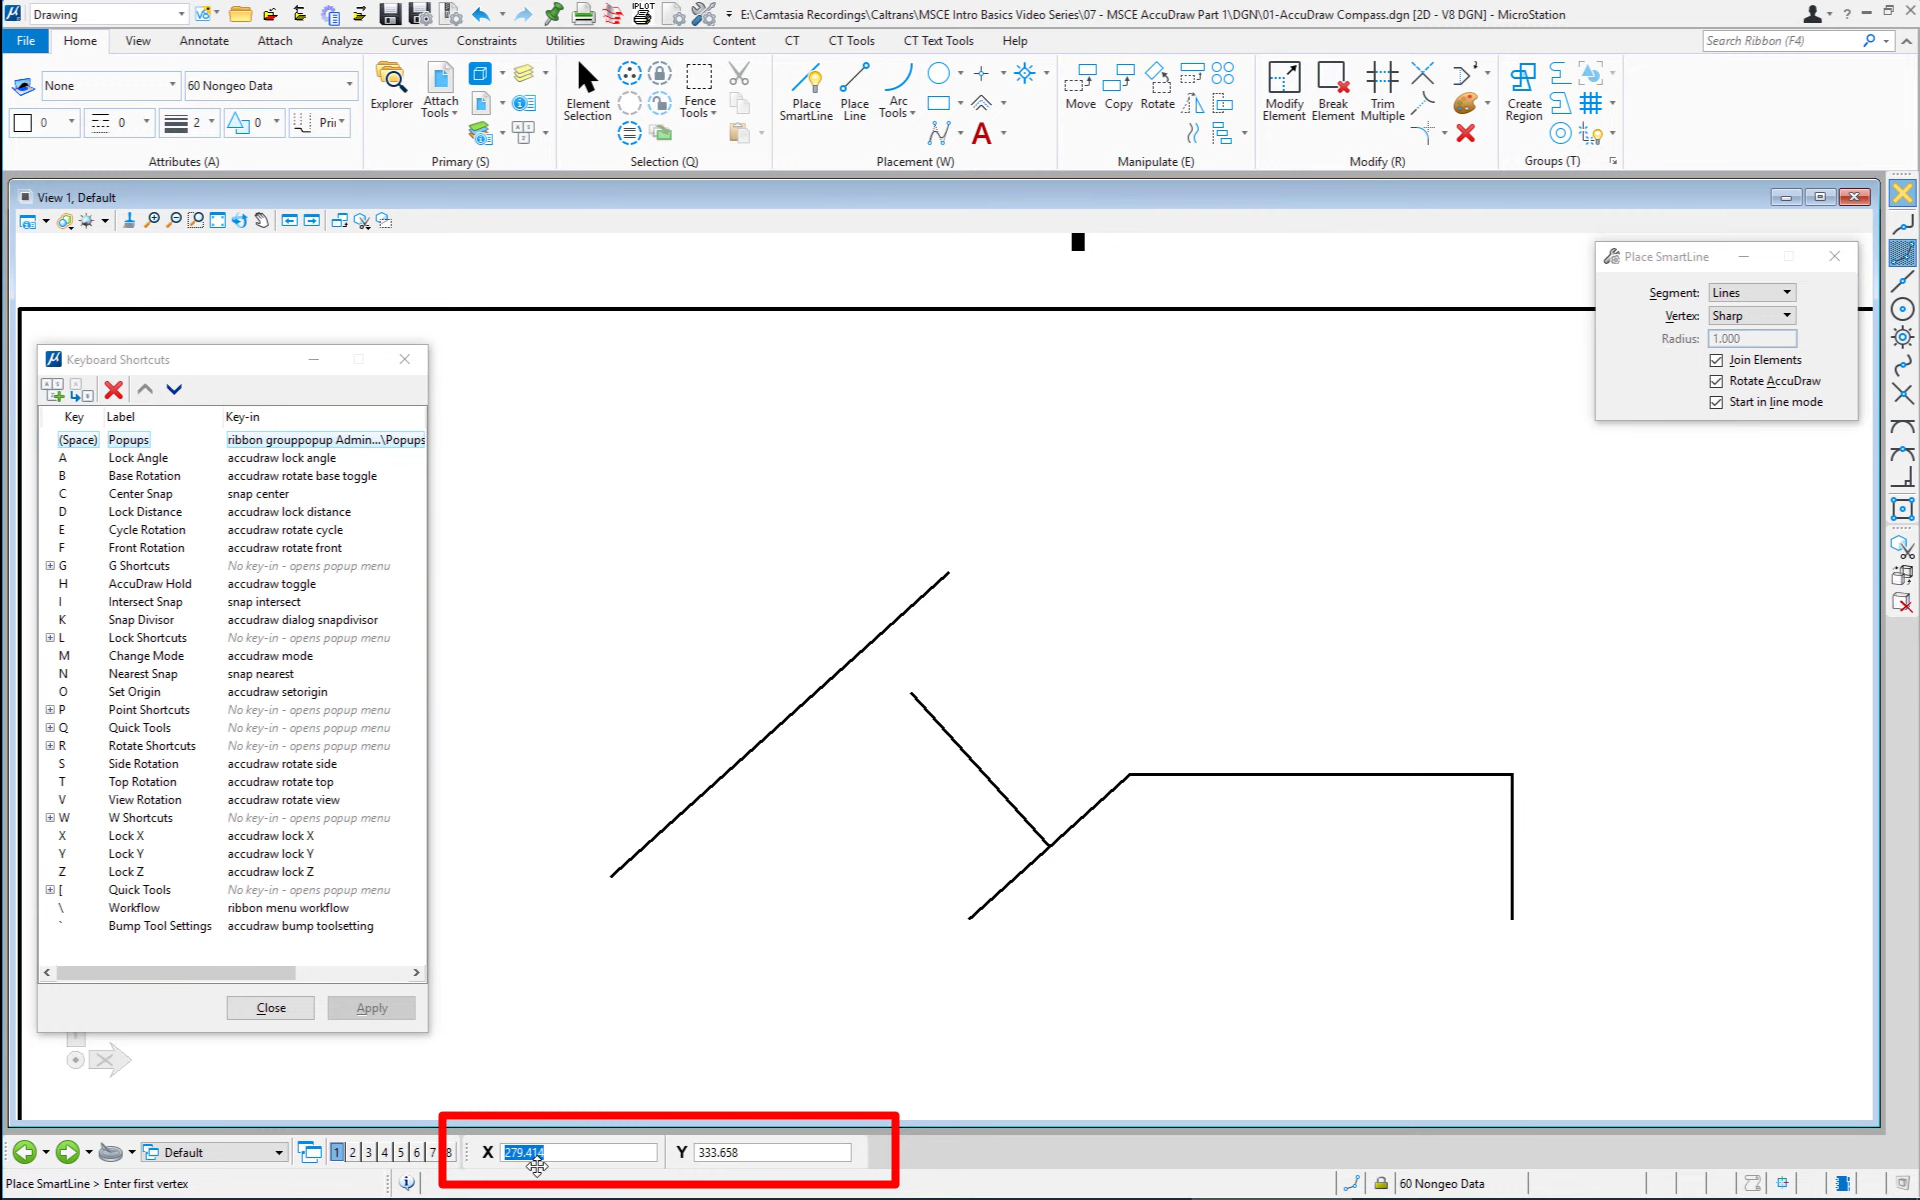 Drawing
IPLOT
E:\Camtasia Recordings\Caltrans\MSCE Intro Basics Video Series\07 - MSCE AccuDraw Part 1\DGN\01-AccuDraw Compass.dgn [2D - V8 DGN] - MicroStation
File Home View Annotate Attach Analyze Curves Constraints Utilities Drawing Aids Content CT CT Tools CT Text Tools Help
Search Ribbon (F4)
None 60 Nongeo Data
0 0 2 0 Pri
Attributes (A)
Explorer
Attach Tools
Primary (S)
Element Selection
Fence Tools
Selection (Q)
Place SmartLine
Place Line
Arc Tools
Placement (W)
Move Copy Rotate
Manipulate (E)
Modify Element
Break Element
Trim Multiple
Modify (R)
Create Region
Groups (T)
View 1, Default
Place SmartLine
Segment: Lines
Vertex: Sharp
Radius: 1.000
Join Elements
Rotate AccuDraw
Start in line mode
Keyboard Shortcuts
Key Label Key-in
(Space) Popups ribbon grouppopup Admin...\Popups
A Lock Angle accudraw lock angle
B Base Rotation accudraw rotate base toggle
C Center Snap snap center
D Lock Distance accudraw lock distance
E Cycle Rotation accudraw rotate cycle
F Front Rotation accudraw rotate front
G G Shortcuts No key-in - opens popup menu
H AccuDraw Hold accudraw toggle
I Intersect Snap snap intersect
K Snap Divisor accudraw dialog snapdivisor
L Lock Shortcuts No key-in - opens popup menu
M Change Mode accudraw mode
N Nearest Snap snap nearest
O Set Origin accudraw setorigin
P Point Shortcuts No key-in - opens popup menu
Q Quick Tools No key-in - opens popup menu
R Rotate Shortcuts No key-in - opens popup menu
S Side Rotation accudraw rotate side
T Top Rotation accudraw rotate top
V View Rotation accudraw rotate view
W W Shortcuts No key-in - opens popup menu
X Lock X accudraw lock X
Y Lock Y accudraw lock Y
Z Lock Z accudraw lock Z
[ Quick Tools No key-in - opens popup menu
\ Workflow ribbon menu workflow
` Bump Tool Settings accudraw bump toolsetting
Close Apply
Default 1 2 3 4 5 6 7 8 X 279.414 Y 333.658
Place SmartLine > Enter first vertex
60 Nongeo Data